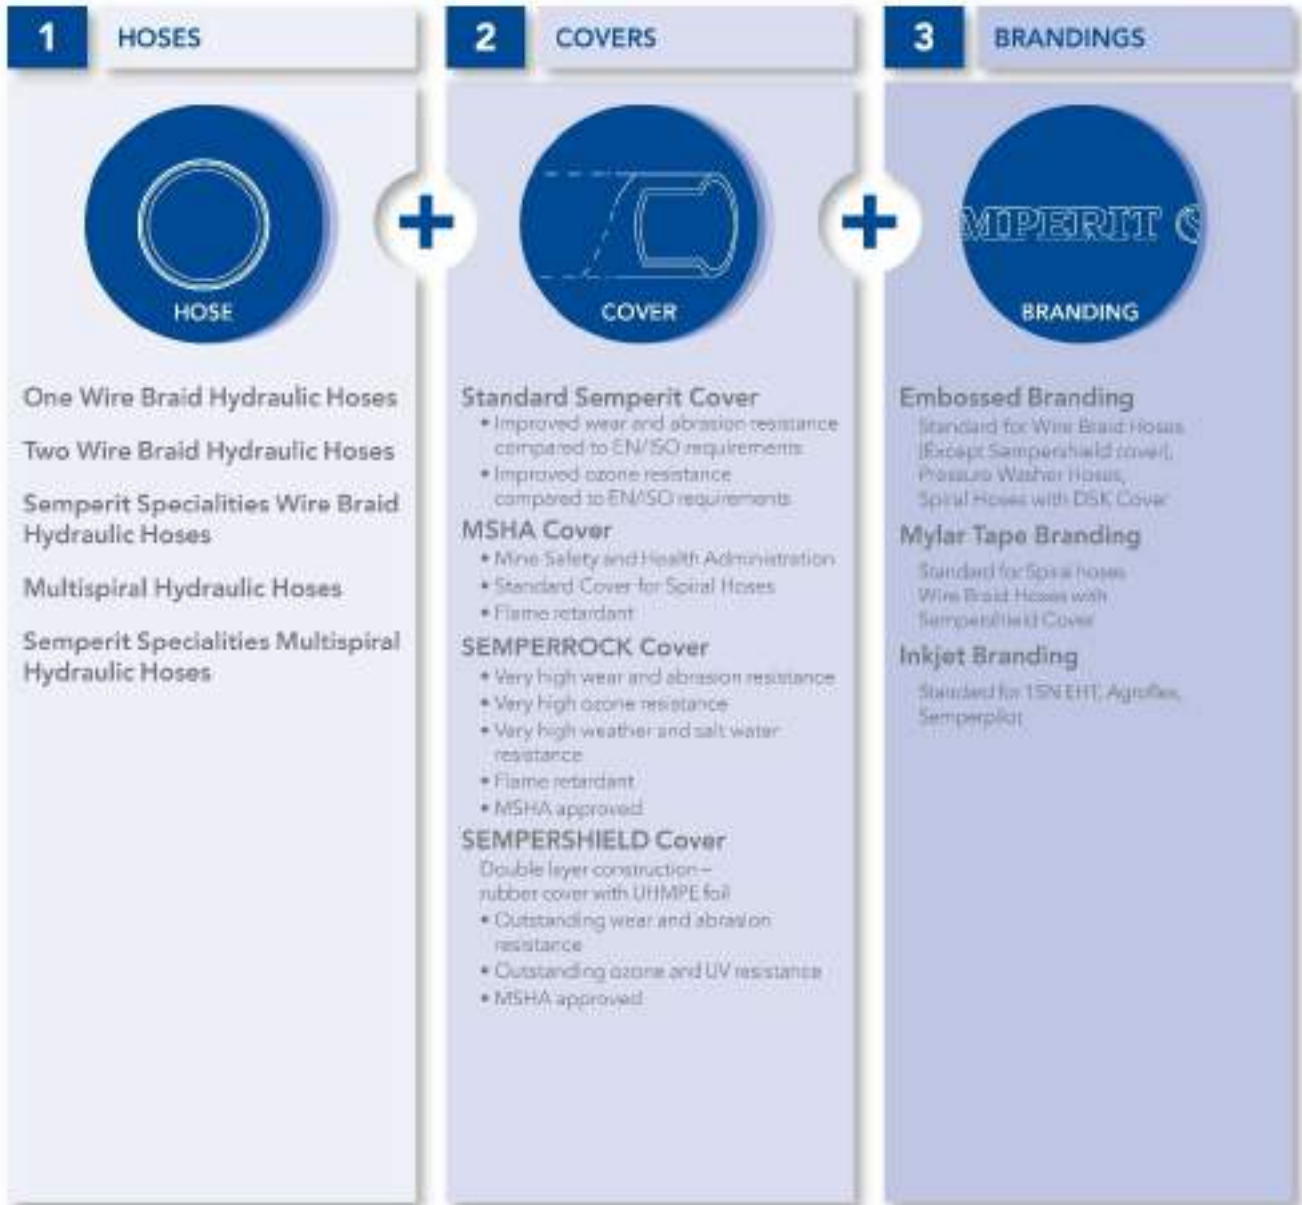 1
HOSES
HOSE
One Wire Braid Hydraulic Hoses
Two Wire Braid Hydraulic Hoses
Semperit Specialities Wire Braid
Hydraulic Hoses
Multispiral Hydraulic Hoses
Semperit Specialities Multispiral
Hydraulic Hoses
+
2
COVERS
COVER
Standard Semperit Cover
• Improved wear and abrasion resistance
compared to EN/ISO requirements
• Improved ozone resistance
compared to EN/ISO requirements
MSHA Cover
• Mine Safety and Health Administration
• Standard Cover for Spiral Hoses
• Flame retardant
SEMPERROCK Cover
• Very high wear and abrasion resistance
• Very high ozone resistance
• Very high weather and salt water
resistance
• Flame retardant
• MSHA approved
SEMPERSHIELD Cover
Double layer construction –
rubber cover with UHMPE foil
• Outstanding wear and abrasion
resistance
• Outstanding ozone and UV resistance
• MSHA approved
+
3
BRANDINGS
MPERIT
BRANDING
Embossed Branding
Standard for Wire Braid Hoses
(Except Sempershield cover),
Pressure Washer Hoses,
Spiral Hoses with DSK Cover
Mylar Tape Branding
Standard for Spiral hoses
Wire Braid Hoses with
Sempershield Cover
Inkjet Branding
Standard for 1SN EHT, Agroflex,
Semperpilot